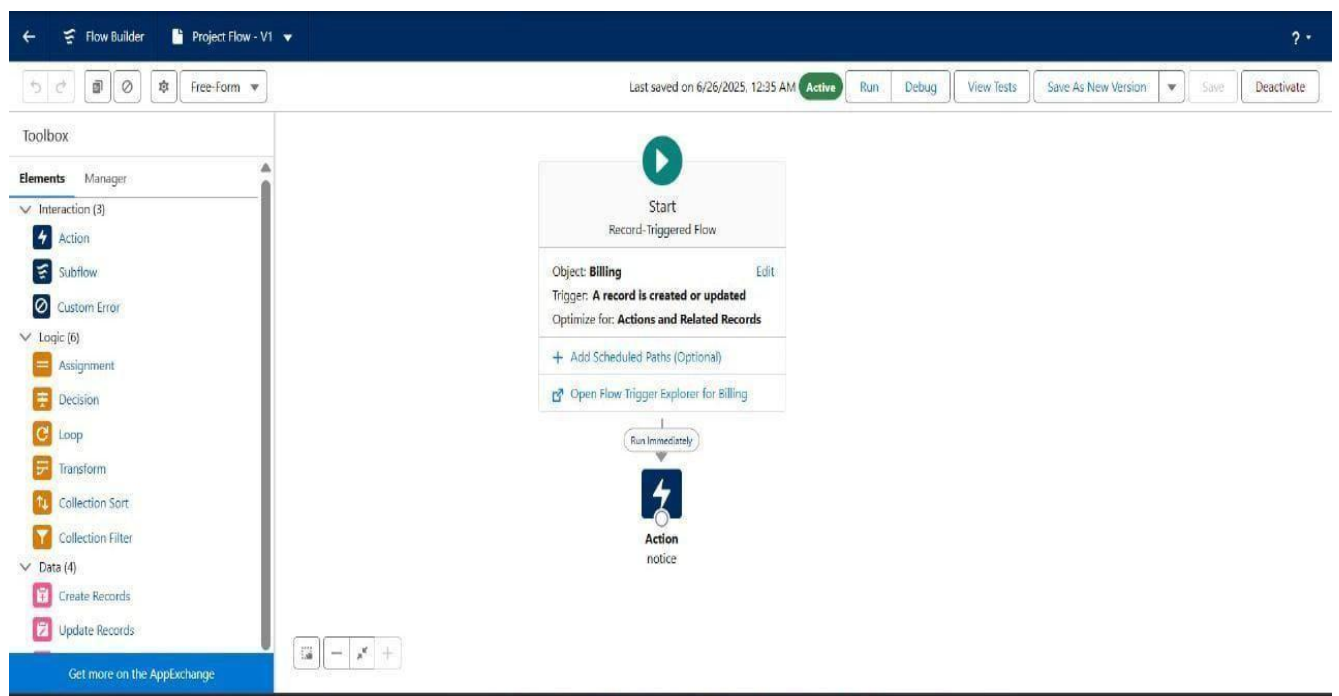 Flow Builder Project Flow - V1 ?
Free-Form Last saved on 6/26/2025, 12:35 AM Active Run Debug View Tests Save As New Version Save Deactivate
Toolbox
Elements Manager
Interaction (3)
Action
Subflow
Custom Error
Logic (6)
Assignment
Decision
Loop
Transform
Collection Sort
Collection Filter
Data (4)
Create Records
Update Records
Get more on the AppExchange
Start
Record-Triggered Flow
Object: Billing Edit
Trigger: A record is created or updated
Optimize for: Actions and Related Records
+ Add Scheduled Paths (Optional)
Open Flow Trigger Explorer for Billing
Run Immediately
Action
notice